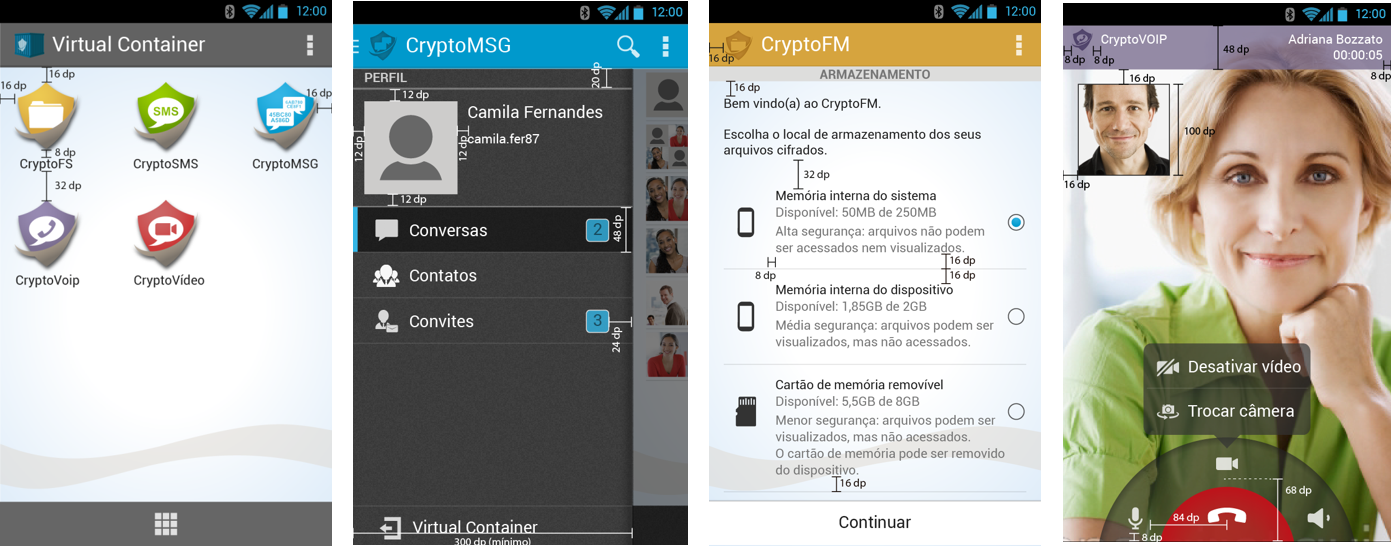 12:00
Virtual Container
16 dp
16 dp
16 dp
SMS
KARTIM
CE3FY
45BC80
A586D
CryptoFS
CryptoSMS
CryptoMSG
8 dp
32 dp
CryptoVoip
CryptoVídeo
12:00
CryptoMSG
PERFIL
20 dp
12 dp
Camila Fernandes
camila.fer87
12 dp
12 dp
12 dp
Conversas
2
48 dp
Contatos
Convites
3
24 dp
Virtual Container
300 dp (mínimo)
12:00
CryptoFM
16 dp
ARMAZENAMENTO
16 dp
Bem vindo(a) ao CryptoFM.
Escolha o local de armazenamento dos seus
arquivos cifrados.
32 dp
Memória interna do sistema
Disponível: 50MB de 250MB
Alta segurança: arquivos não podem
ser acessados nem visualizados.
16 dp
8 dp
16 dp
Memória interna do dispositivo
Disponível: 1,85GB de 2GB
Média segurança: arquivos podem ser
visualizados, mas não acessados.
Cartão de memória removível
Disponível: 5,5GB de 8GB
Menor segurança: arquivos podem ser
visualizados, mas não acessados.
O cartão de memória pode ser removido
do dispositivo.
16 dp
Continuar
12:00
CryptoVOIP
8 dp
8 dp
48 dp
Adriana Bozzato
00:00:05
8 dp
16 dp
100 dp
16 dp
Desativar vídeo
Trocar câmera
68 dp
84 dp
8 dp